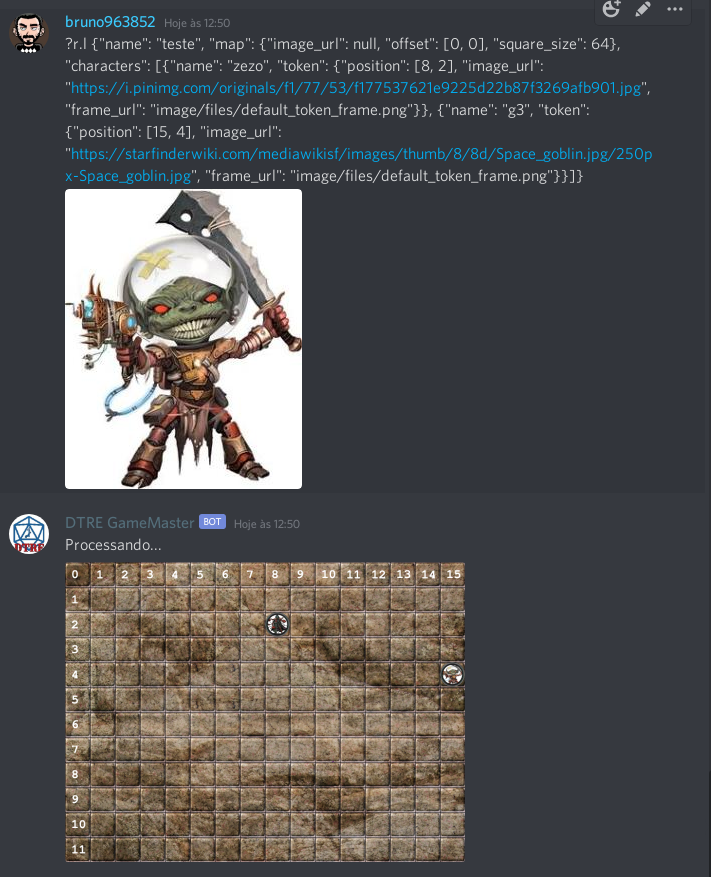 bruno963852 Hoje às 12:50
?r.l {"name": "teste", "map": {"image_url": null, "offset": [0, 0], "square_size": 64},
"characters": [{"name": "zezo", "token": {"position": [8, 2], "image_url":
"https://i.pinimg.com/originals/f1/77/53/f177537621e9225d22b87f3269afb901.jpg",
"frame_url": "image/files/default_token_frame.png"}}, {"name": "g3", "token":
{"position": [15, 4], "image_url":
"https://starfinderwiki.com/mediawikisf/images/thumb/8/8d/Space_goblin.jpg/250p
x-Space_goblin.jpg", "frame_url": "image/files/default_token_frame.png"}}]}
DTRE
DTRE GameMaster BOT Hoje às 12:50
Processando...
0 1 2 3 4 5 6 7 8 9 10 11 12 13 14 15
1
2
3
4
5
6
7
8
9
10
11